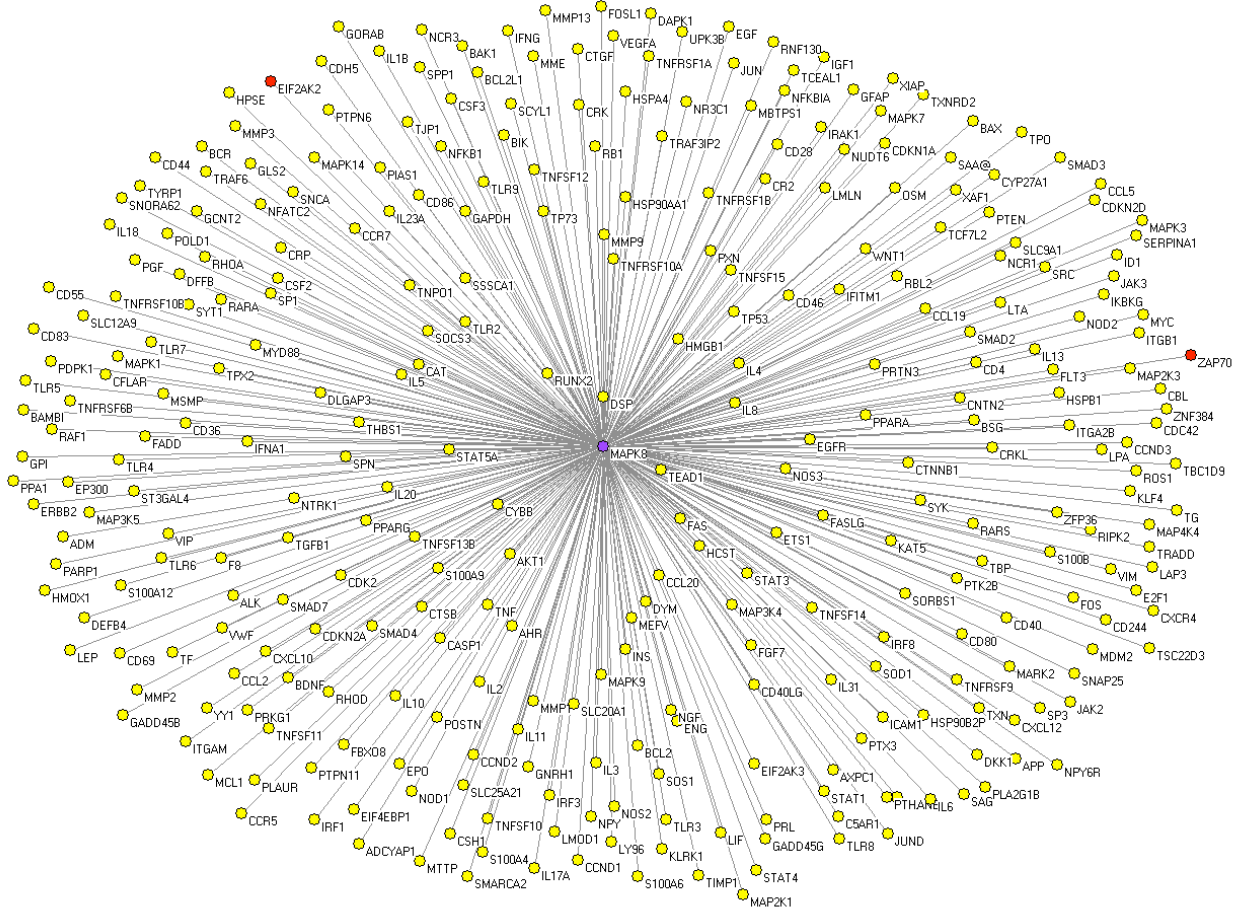 MMP13
FOSL1
DAPK1
GORAB
NCR3
IFNG
VEGFA
UPK3B
EGF
IL1B
BAK1
MME
CTGF
TNFRSF1A
RNF130
CDH5
SPP1
BCL2L1
JUN
TCEAL1
IGF1
EIF2AK2
HPSE
CSF3
SCYL1
CRK
HSPA4
NR3C1
MBTPS1
NFKBIA
GFAP
XIAP
TXNRD2
PTPN6
TJP1
MAPK7
MMP3
NFKB1
BIK
RB1
TRAF3IP2
CD28
IRAK1
NUDT6
CDKN1A
BAX
TPO
BCR
MAPK14
CD44
TRAF6
GLS2
PIAS1
TLR9
TNFSF12
CR2
LMLN
SAA@
SMAD3
CYP27A1
TYRP1
SNORA62
SNCA
CD86
HSP90AA1
TNFRSF1B
OSM
XAF1
CCL5
CDKN2D
GCNT2
NFATC2
IL23A
GAPDH
TP73
PTEN
IL18
POLD1
CCR7
MMP9
TCF7L2
MAPK3
SERPINA1
PGF
RHOA
CRP
TNFRSF10A
PXN
WNT1
SLC9A1
NCR1
SRC
ID1
DFFB
CSF2
TNPO1
SSSCA1
TNFSF15
CD46
IFITM1
RBL2
JAK3
CD55
TNFRSF10B
SYT1
RARA
SP1
TP53
CCL19
LTA
IKBKG
SLC12A9
SOCS3
TLR2
NOD2
MYC
CD83
TLR7
MYD88
HMGB1
SMAD2
ITGB1
PDPK1
MAPK1
TPX2
CAT
IL5
RUNX2
IL4
PRTN3
CD4
IL13
FLT3
ZAP70
MAP2K3
TLR5
CFLAR
MSMP
DLGAP3
DSP
IL8
CNTN2
HSPB1
CBL
BAMBI
TNFRSF6B
CD36
THBS1
PPARA
BSG
ITGA2B
ZNF384
CDC42
RAF1
FADD
IFNA1
STAT5A
MAPK8
EGFR
CRKL
LPA
CCND3
GPI
TLR4
SPN
TEAD1
NOS3
CTNNB1
ROS1
TBC1D9
PPA1
EP300
ST3GAL4
IL20
KLF4
ERBB2
MAP3K5
NTRK1
CYBB
SYK
ZFP36
TG
ADM
VIP
PPARG
FAS
FASLG
RARS
RIPK2
MAP4K4
TGFB1
TNFSF13B
ETS1
KAT5
TRADD
PARP1
TLR6
F8
AKT1
HCST
S100B
LAP3
HMOX1
S100A12
CDK2
S100A9
CCL20
STAT3
TBP
PTK2B
VIM
E2F1
ALK
SMAD7
CTSB
TNF
DYM
MAP3K4
TNFSF14
SORBS1
FOS
CXCR4
DEFB4
VWF
CDKN2A
SMAD4
CASP1
AHR
MEFV
CD40
CD244
LEP
CD69
TF
CXCL10
INS
FGF7
IRF8
CD80
MDM2
TSC22D3
MMP2
CCL2
BDNF
RHOD
IL10
IL2
MAPK9
CD40LG
IL31
SOD1
TNFRSF9
MARK2
SNAP25
GADD45B
YY1
PRKG1
POSTN
MMP1
SLC20A1
NGF
ENG
ICAM1
HSP90B2P
TXN
SP3
JAK2
CXCL12
ITGAM
TNFSF11
FBXO8
IL11
BCL2
PTX3
DKK1
APP
NPY6R
MCL1
PLAUR
PTPN11
EPO
CCND2
GNRH1
IL3
SOS1
EIF2AK3
AXPC1
PLA2G1B
CCR5
IRF1
EIF4EBP1
NOD1
SLC25A21
IRF3
NOS2
STAT1
IL6
SAG
TNFSF10
NPY
TLR3
PRL
C5AR1
JUND
ADCYAP1
CSH1
LMOD1
LY96
LIF
GADD45G
TLR8
MTTP
S100A4
CCND1
KLRK1
SMARCA2
IL17A
S100A6
TIMP1
STAT4
MAP2K1